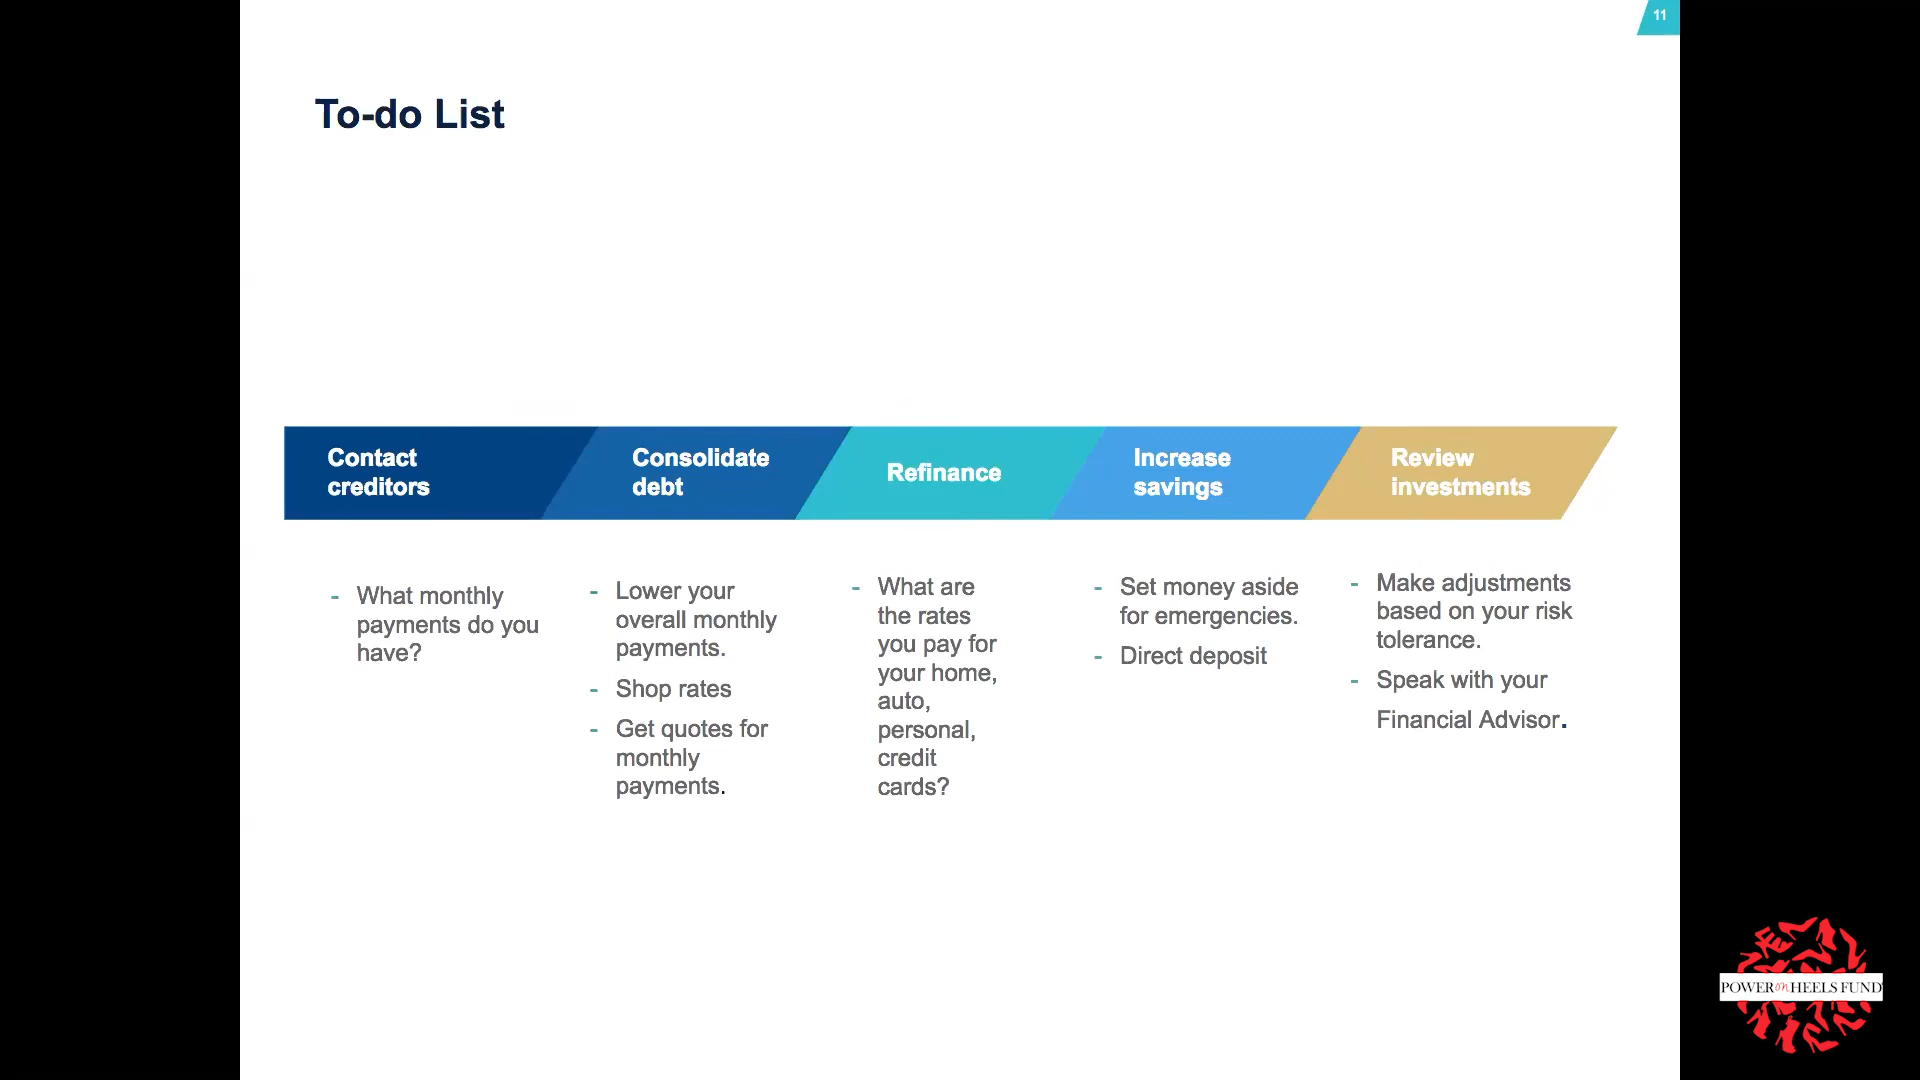 11
To-do List
Contact
creditors
Consolidate
debt
Refinance
Increase
savings
Review
investments
- What monthly
payments do you
have?
- Lower your
overall monthly
payments.
- Shop rates
- Get quotes for
monthly
payments.
- What are
the rates
you pay for
your home,
auto,
personal,
credit
cards?
- Set money aside
for emergencies.
- Direct deposit
- Make adjustments
based on your risk
tolerance.
- Speak with your
Financial Advisor.
POWER on HEELS FUND